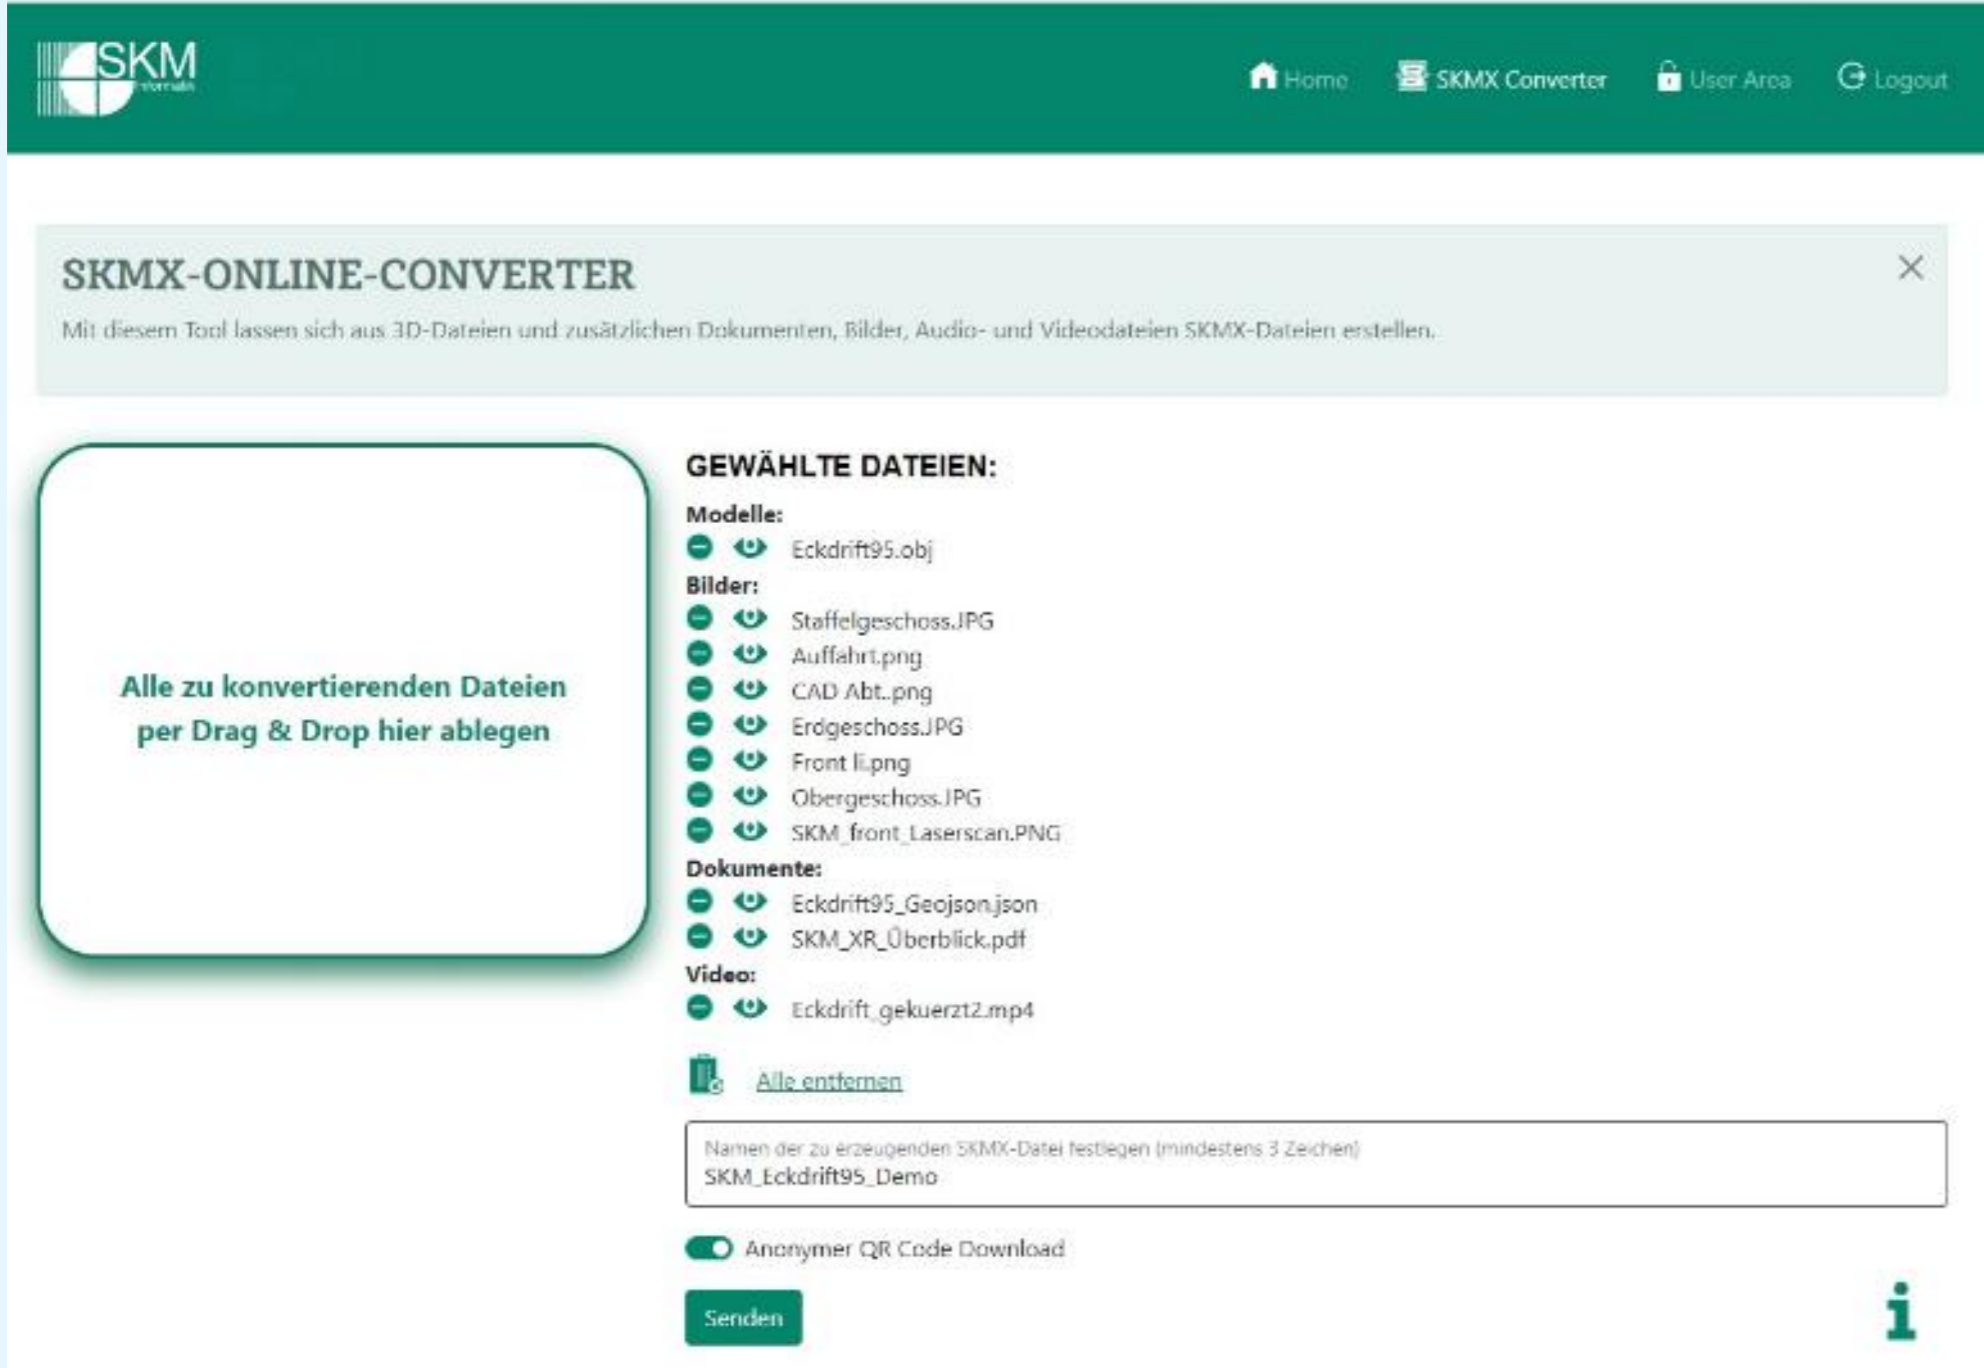 SKM
Informatik
Home
SKMX Converter
User Area
Logout
SKMX-ONLINE-CONVERTER
Mit diesem Tool lassen sich aus 3D-Dateien und zusätzlichen Dokumenten, Bilder, Audio- und Videodateien SKMX-Dateien erstellen.
Alle zu konvertierenden Dateien
per Drag & Drop hier ablegen
GEWÄHLTE DATEIEN:
Modelle:
Eckdrift95.obj
Bilder:
Staffelgeschoss.JPG
Auffahrt.png
CAD Abt..png
Erdgeschoss.JPG
Front li.png
Obergeschoss.JPG
SKM_front_Laserscan.PNG
Dokumente:
Eckdrift95_Geojson.json
SKM_XR_Überblick.pdf
Video:
Eckdrift_gekuerzt2.mp4
Alle entfernen
Namen der zu erzeugenden SKMX-Datei festlegen (mindestens 3 Zeichen)
SKM_Eckdrift95_Demo
Anonymer QR Code Download
Senden